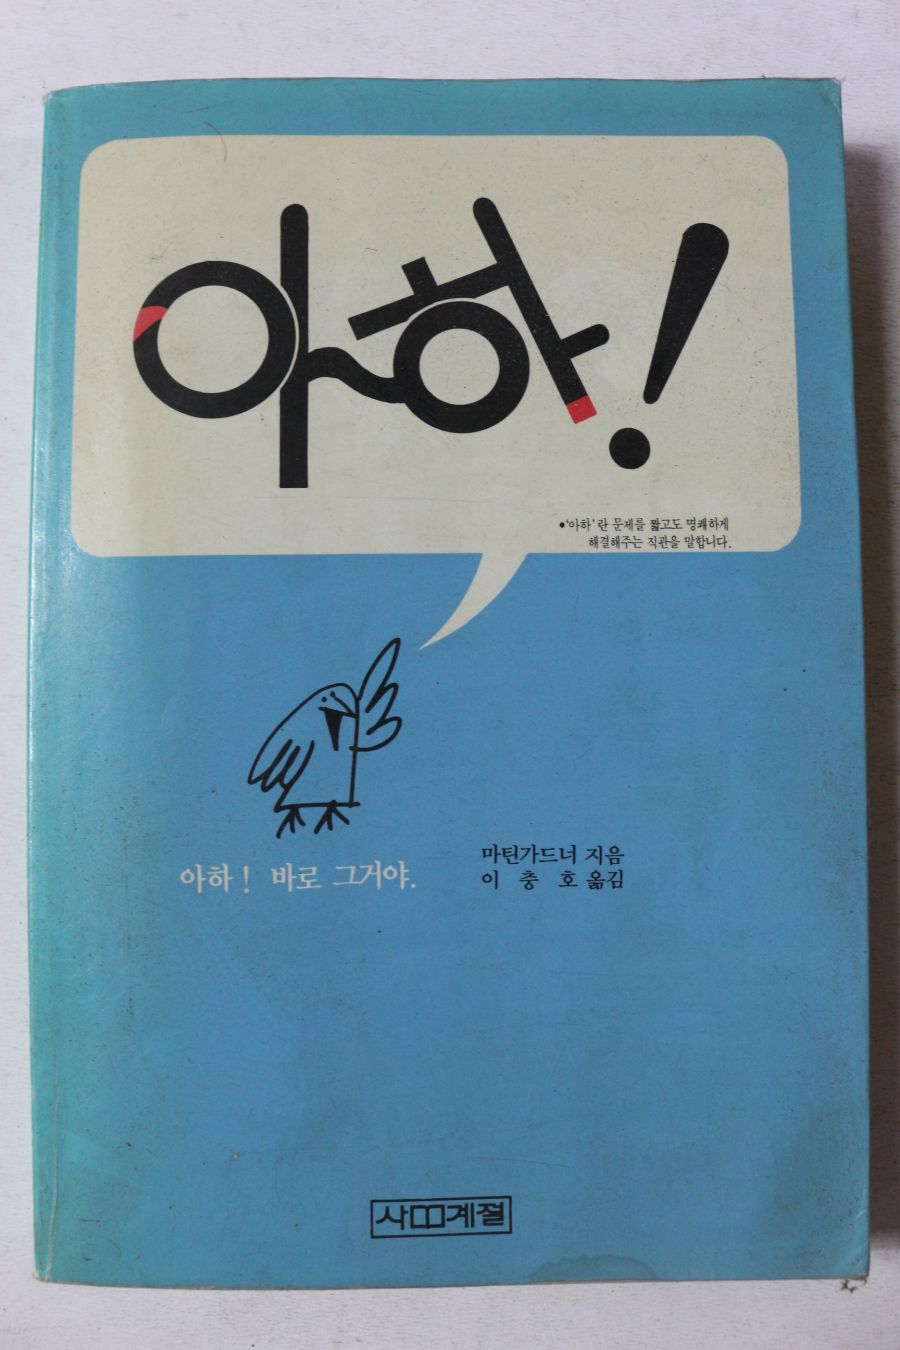 아하!
•'아하'란 문제를 짧고도 명쾌하게
해결해주는 직관을 말합니다.
아하! 바로 그거야.
마틴가드너 지음
이 충 호 옮김
사계절